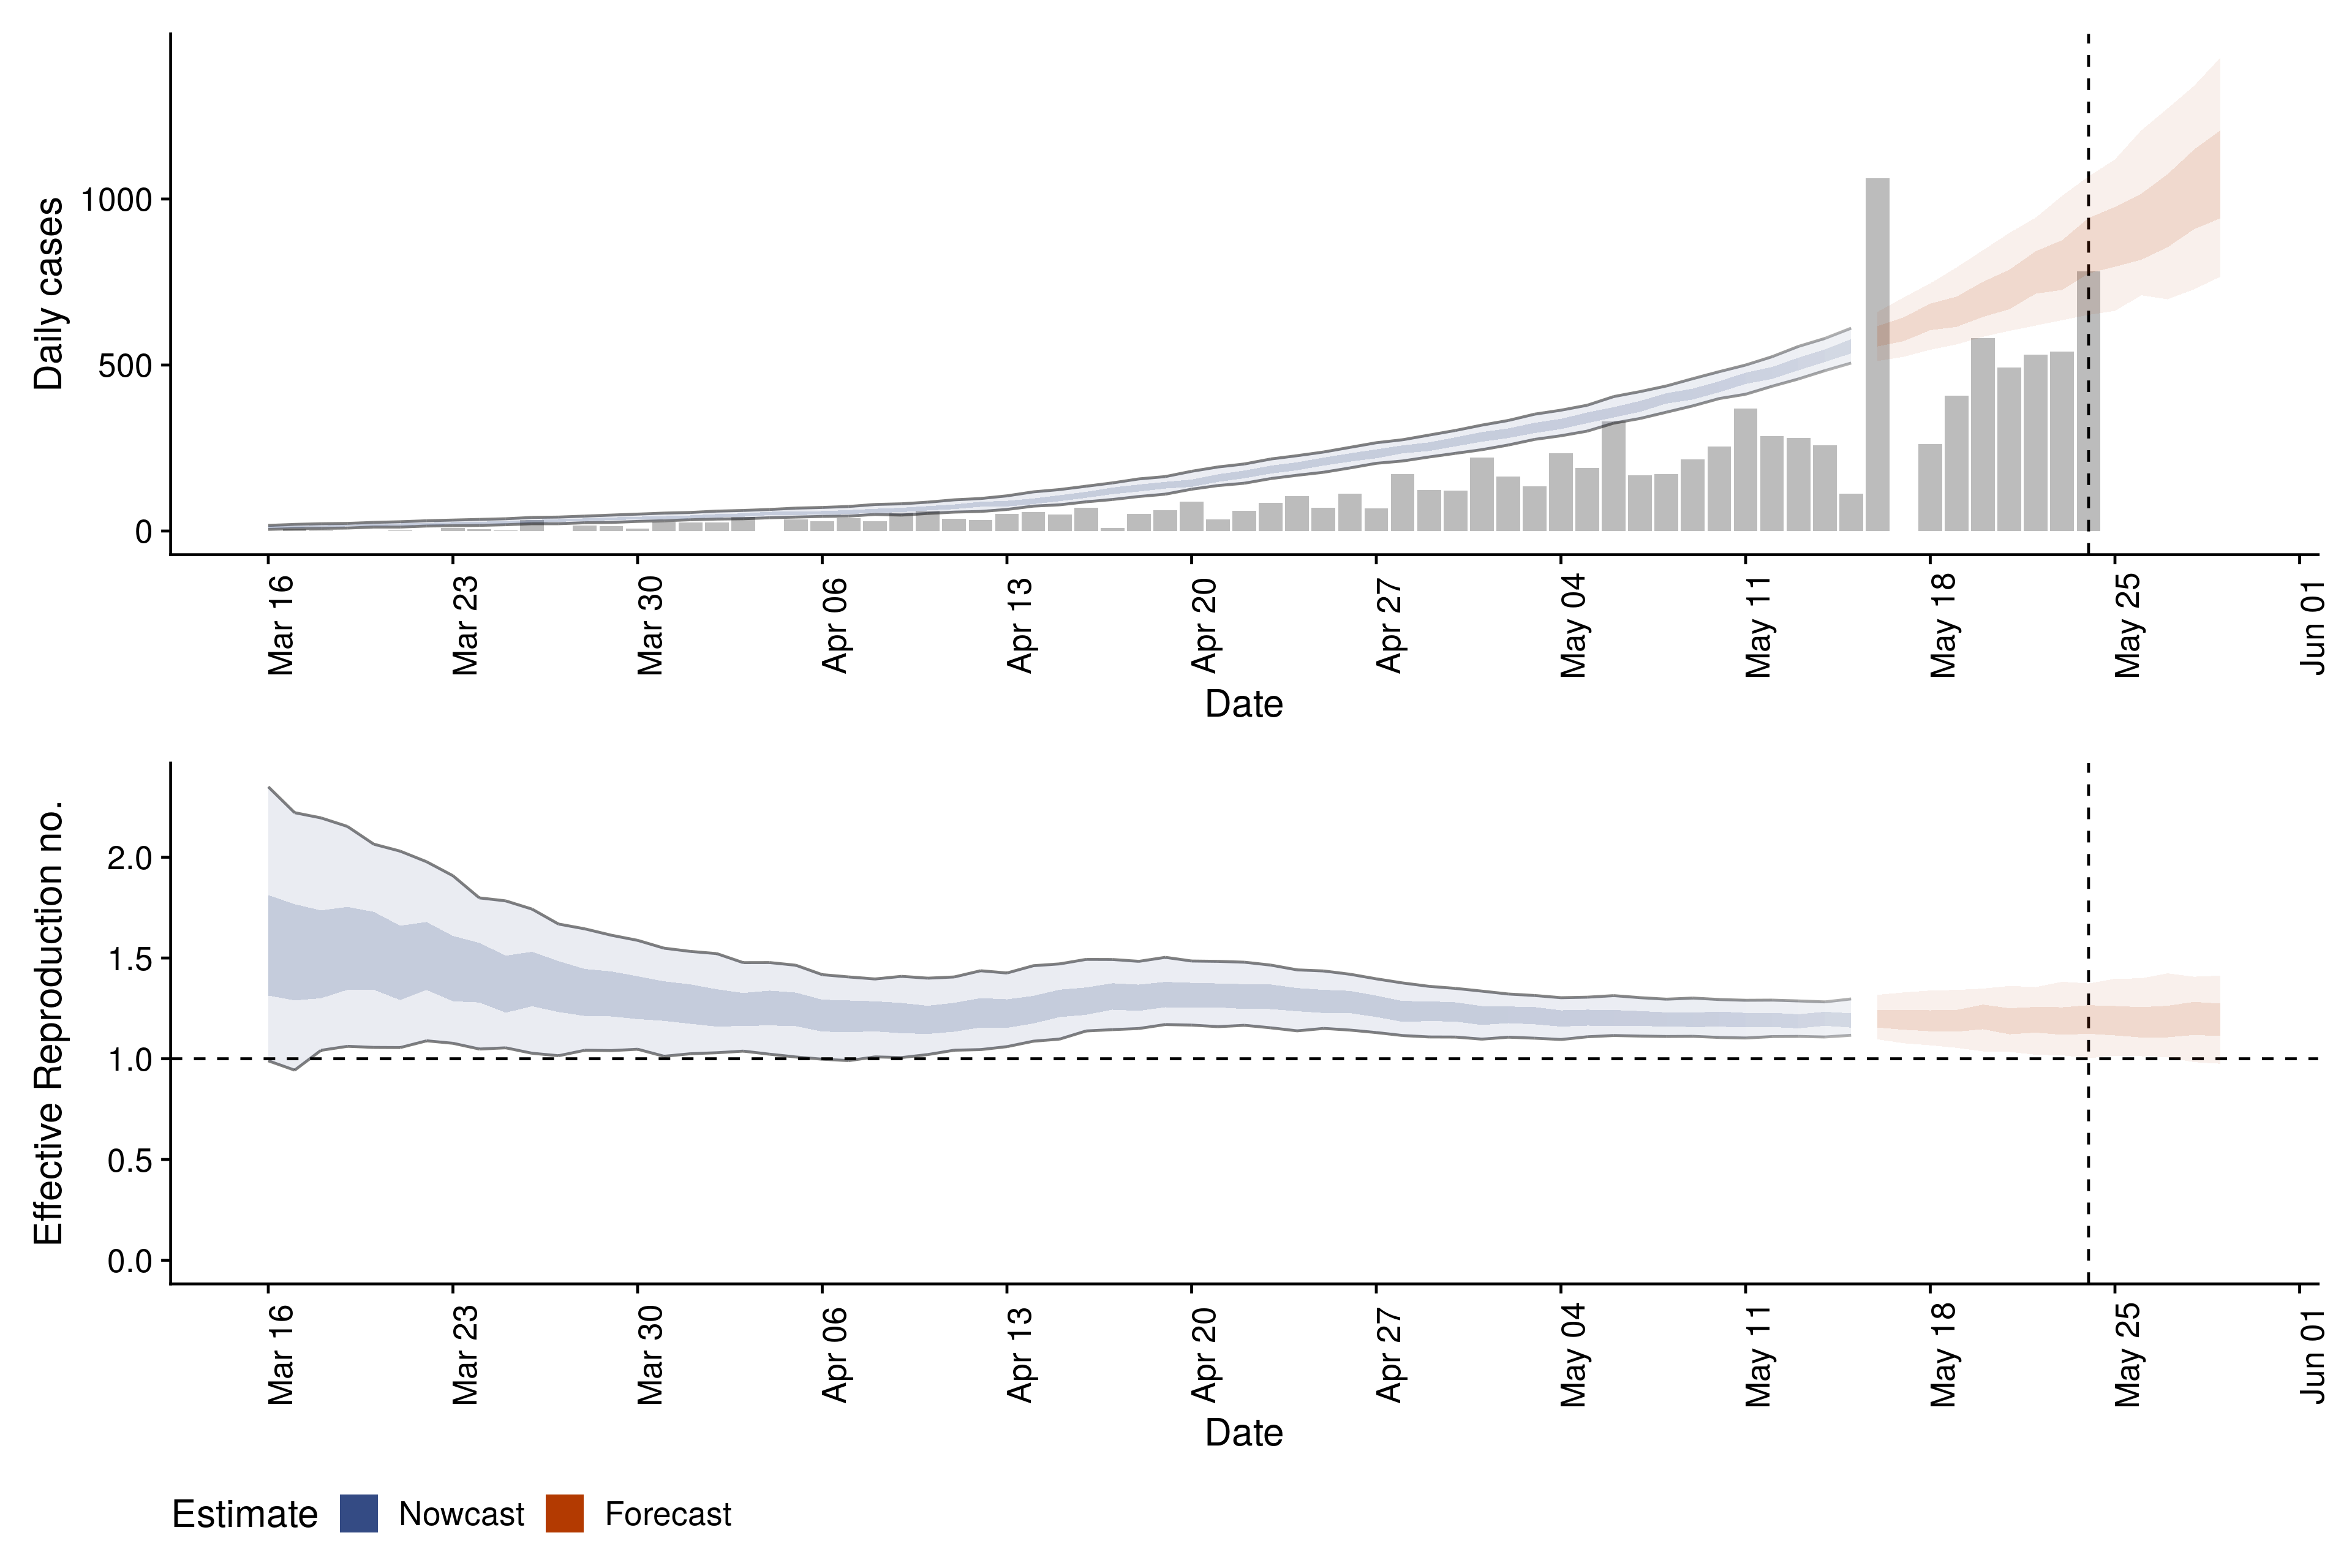 Daily cases
1000
500
0
Mar 16
Mar 23
Mar 30
Apr 06
Apr 13
Apr 20
Apr 27
May 04
May 11
May 18
May 25
Jun 01
Date
Effective Reproduction no.
2.0
1.5
1.0
0.5
0.0
Mar 16
Mar 23
Mar 30
Apr 06
Apr 13
Apr 20
Apr 27
May 04
May 11
May 18
May 25
Jun 01
Date
Estimate Nowcast Forecast